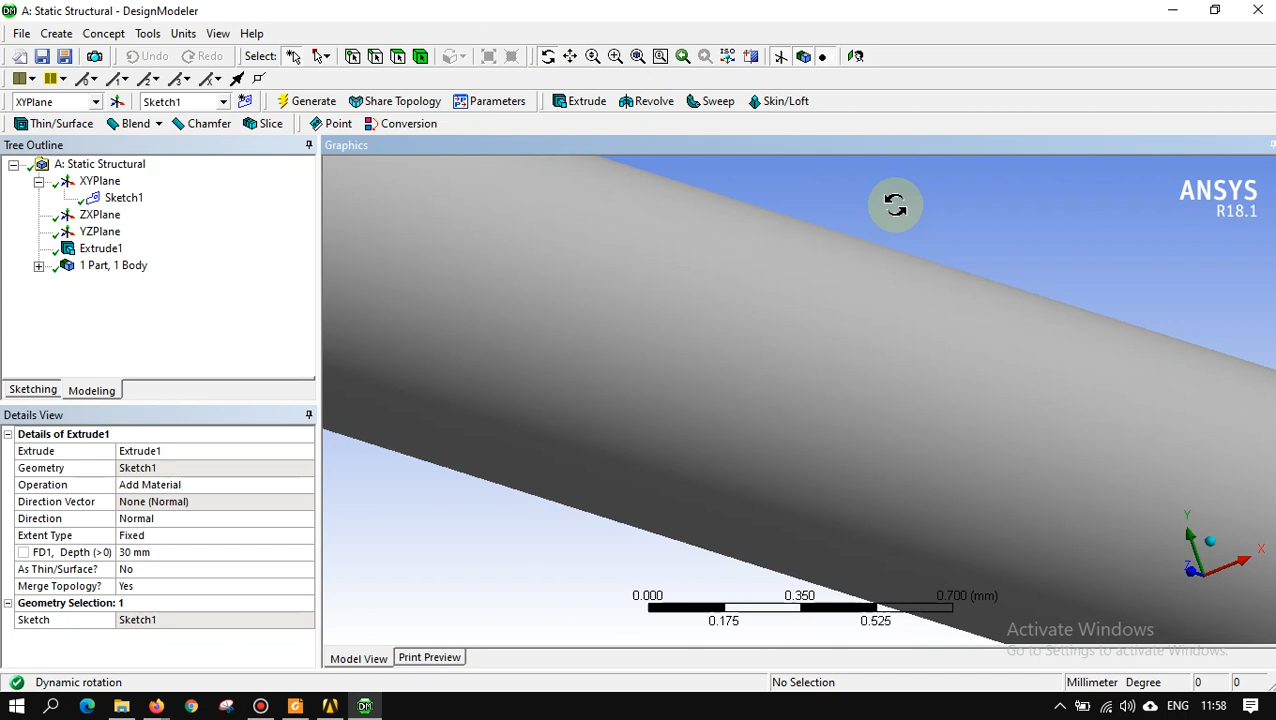 A: Static Structural - DesignModeler
File Create Concept Tools Units View Help
Undo Redo Select:
XYPlane Sketch1 Generate Share Topology Parameters Extrude Revolve Sweep Skin/Loft
Thin/Surface Blend Chamfer Slice Point Conversion
Tree Outline
Graphics
A: Static Structural
XYPlane
Sketch1
ZXPlane
YZPlane
Extrude1
1 Part, 1 Body
ANSYS
R18.1
Sketching Modeling
Details View
Details of Extrude1
Extrude Extrude1
Geometry Sketch1
Operation Add Material
Direction Vector None (Normal)
Direction Normal
Extent Type Fixed
FD1, Depth (>0) 30 mm
As Thin/Surface? No
Merge Topology? Yes
Geometry Selection: 1
Sketch Sketch1
Y
X
Z
0.000 0.350 0.700 (mm)
0.175 0.525
Activate Windows
Go to Settings to activate Windows.
Model View Print Preview
Dynamic rotation No Selection Millimeter Degree 0 0
ENG 11:58